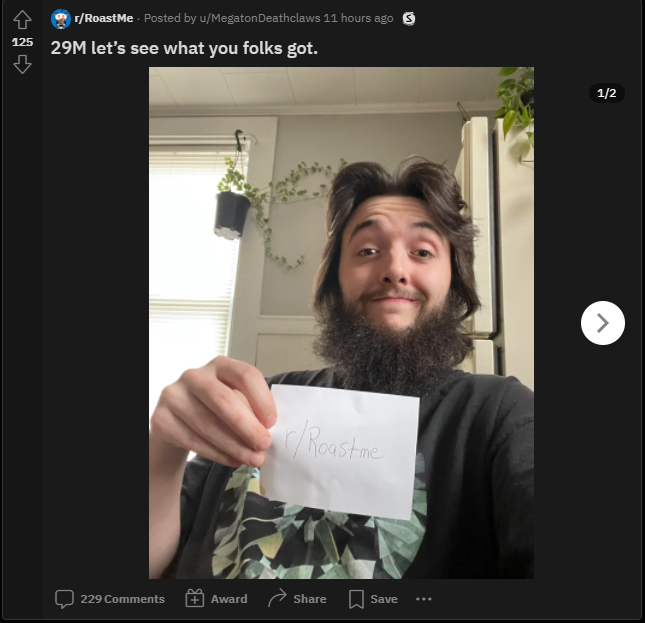 r/RoastMe · Posted by u/MegatonDeathclaws 11 hours ago
125
29M let's see what you folks got.
1/2
r/Roastme
229 Comments Award Share Save ...